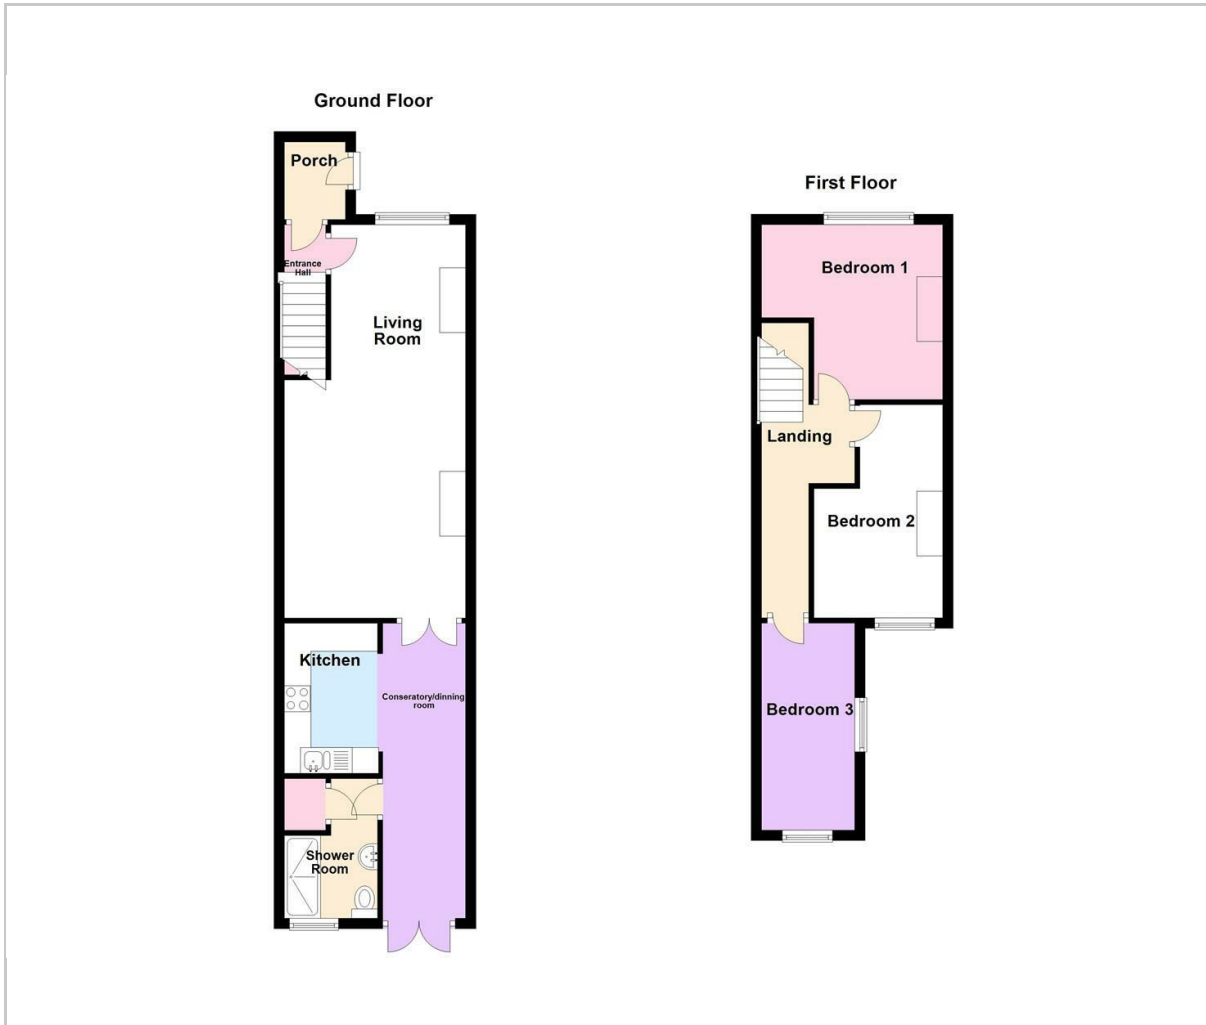 Ground Floor
Porch
Entrance
Hall
Living
Room
Kitchen
Conseratory/dinning
room
Shower
Room
First Floor
Bedroom 1
Landing
Bedroom 2
Bedroom 3